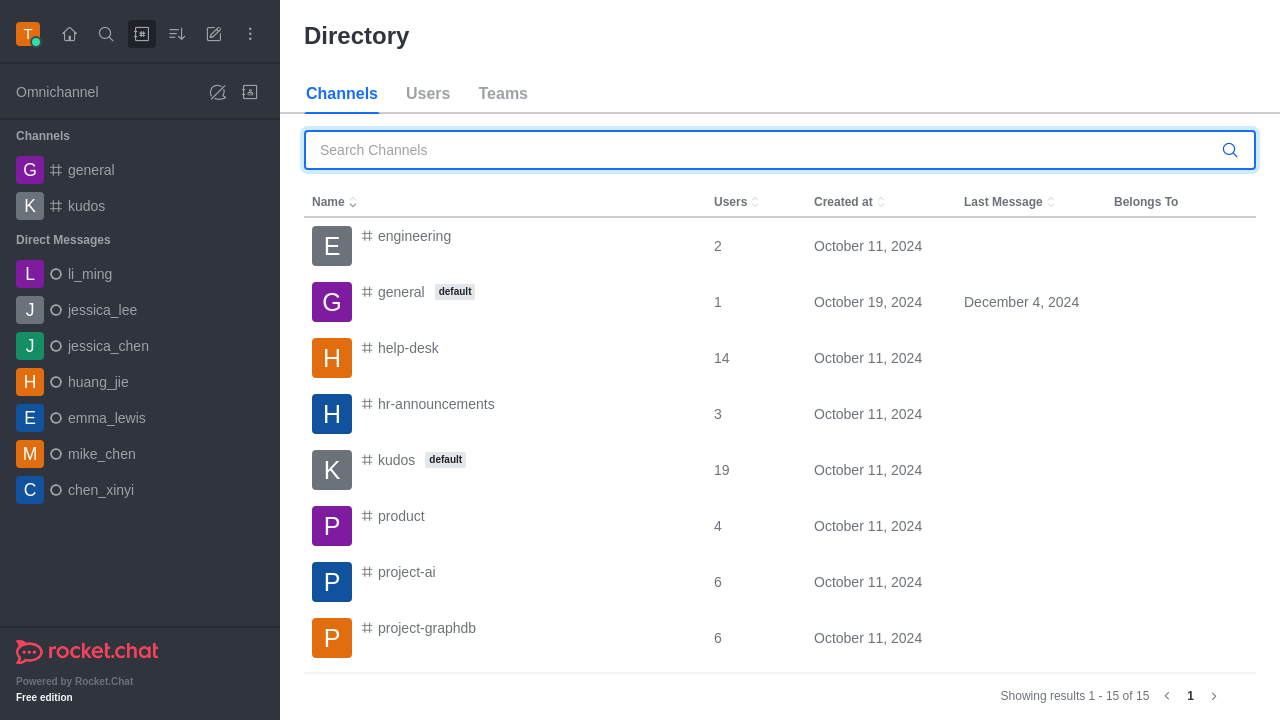 T
Directory
Omnichannel
Channels Users Teams
Channels
G general
K kudos
Direct Messages
L li_ming
J jessica_lee
J jessica_chen
H huang_jie
E emma_lewis
M mike_chen
C chen_xinyi
rocket.chat
Powered by Rocket.Chat
Free edition
Search Channels
Name Users Created at Last Message Belongs To
E engineering 2 October 11, 2024
G general default 1 October 19, 2024 December 4, 2024
H help-desk 14 October 11, 2024
H hr-announcements 3 October 11, 2024
K kudos default 19 October 11, 2024
P product 4 October 11, 2024
P project-ai 6 October 11, 2024
P project-graphdb 6 October 11, 2024
Showing results 1 - 15 of 15 1